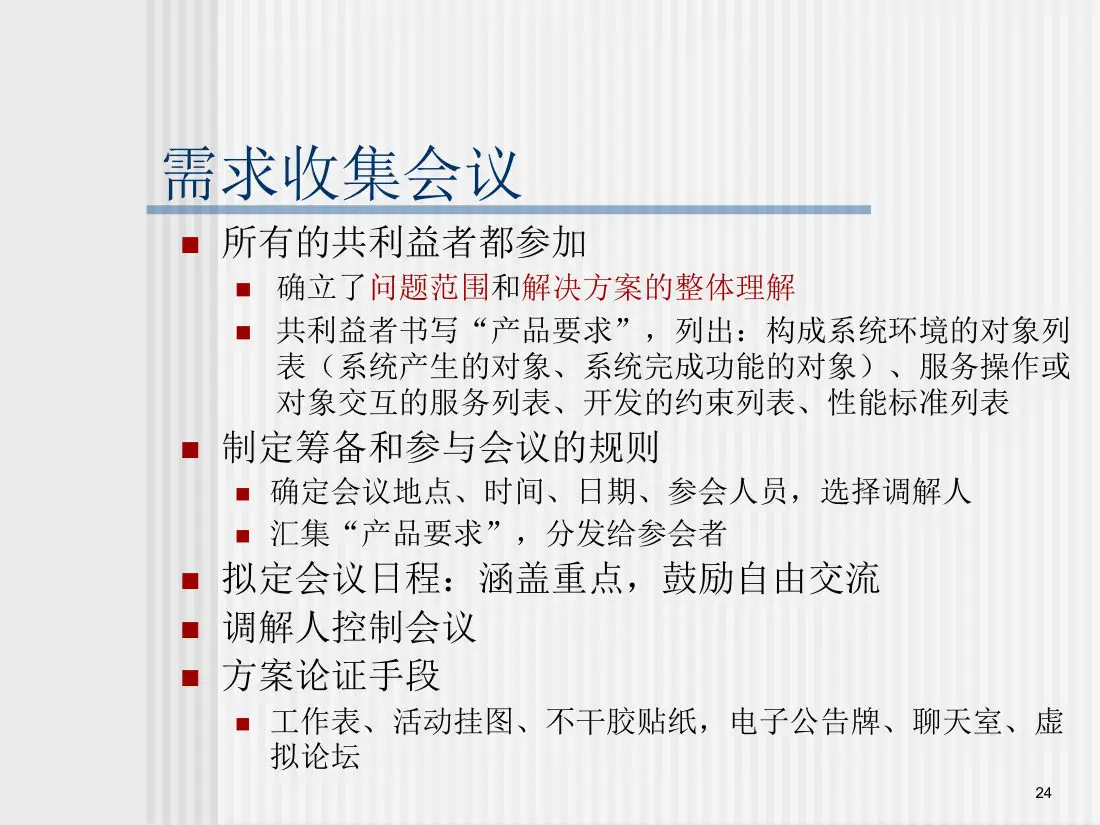 需求收集会议
所有的共利益者都参加
确立了问题范围和解决方案的整体理解
共利益者书写“产品要求”，列出：构成系统环境的对象列
表（系统产生的对象、系统完成功能的对象）、服务操作或
对象交互的服务列表、开发的约束列表、性能标准列表
制定筹备和参与会议的规则
确定会议地点、时间、日期、参会人员，选择调解人
汇集“产品要求”，分发给参会者
拟定会议日程：涵盖重点，鼓励自由交流
调解人控制会议
方案论证手段
工作表、活动挂图、不干胶贴纸，电子公告牌、聊天室、虚
拟论坛
24